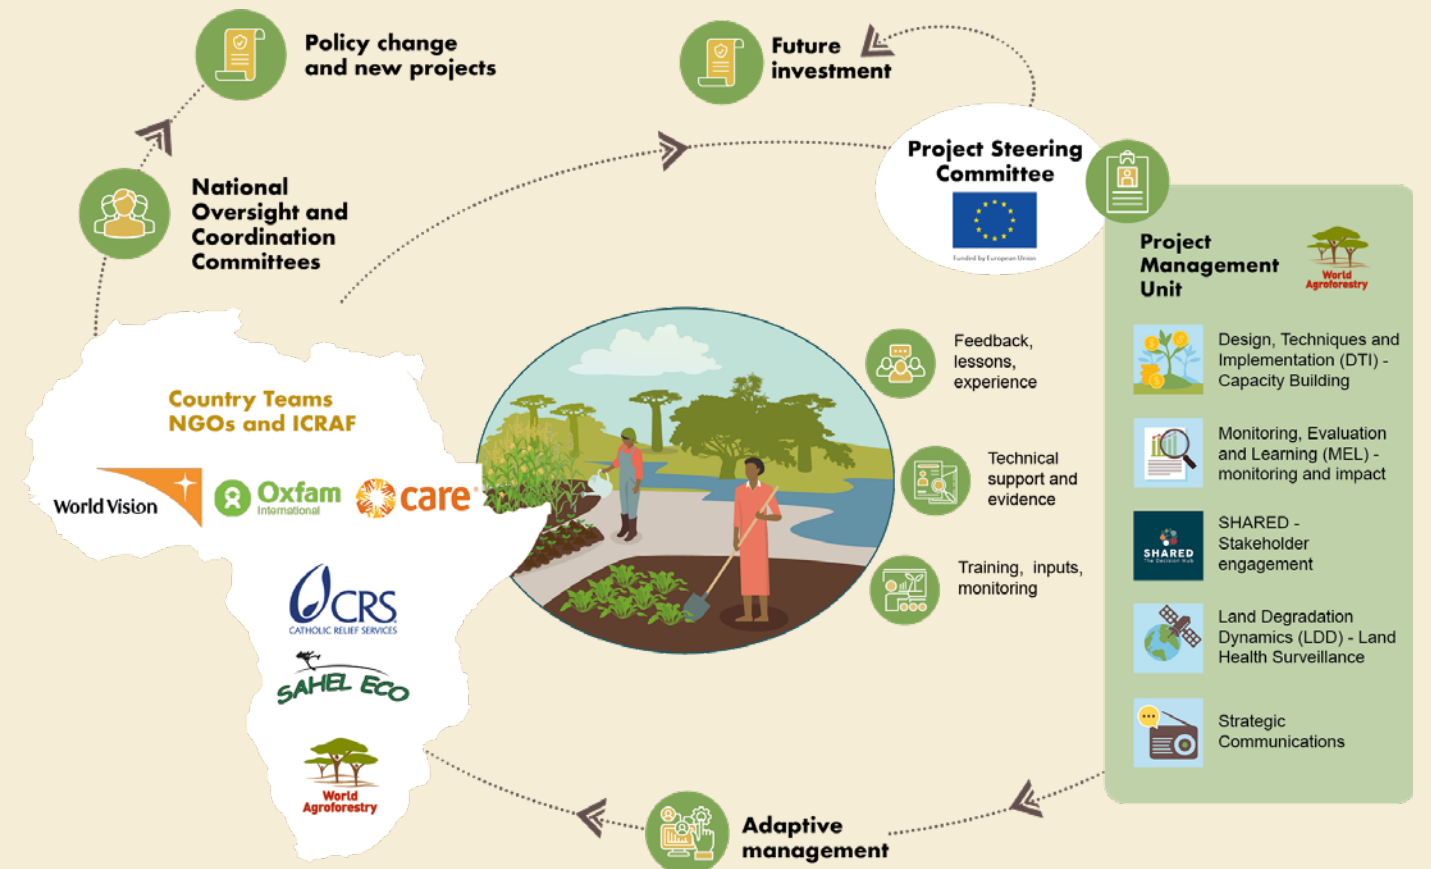 Policy change
and new projects
Future
investment
National
Oversight and
Coordination
Committees
Project Steering
Committee
Funded by European Union
Project
Management
Unit
World
Agroforestry
Design, Techniques and
Implementation (DTI) -
Capacity Building
Monitoring, Evaluation
and Learning (MEL) -
monitoring and impact
SHARED
The Decision Hub
SHARED -
Stakeholder
engagement
Land Degradation
Dynamics (LDD) - Land
Health Surveillance
Strategic
Communications
Feedback,
lessons,
experience
Technical
support and
evidence
Training, inputs,
monitoring
Country Teams
NGOs and ICRAF
World Vision
Oxfam
International
care
CRS
CATHOLIC RELIEF SERVICES
SAHEL ECO
World
Agroforestry
Adaptive
management